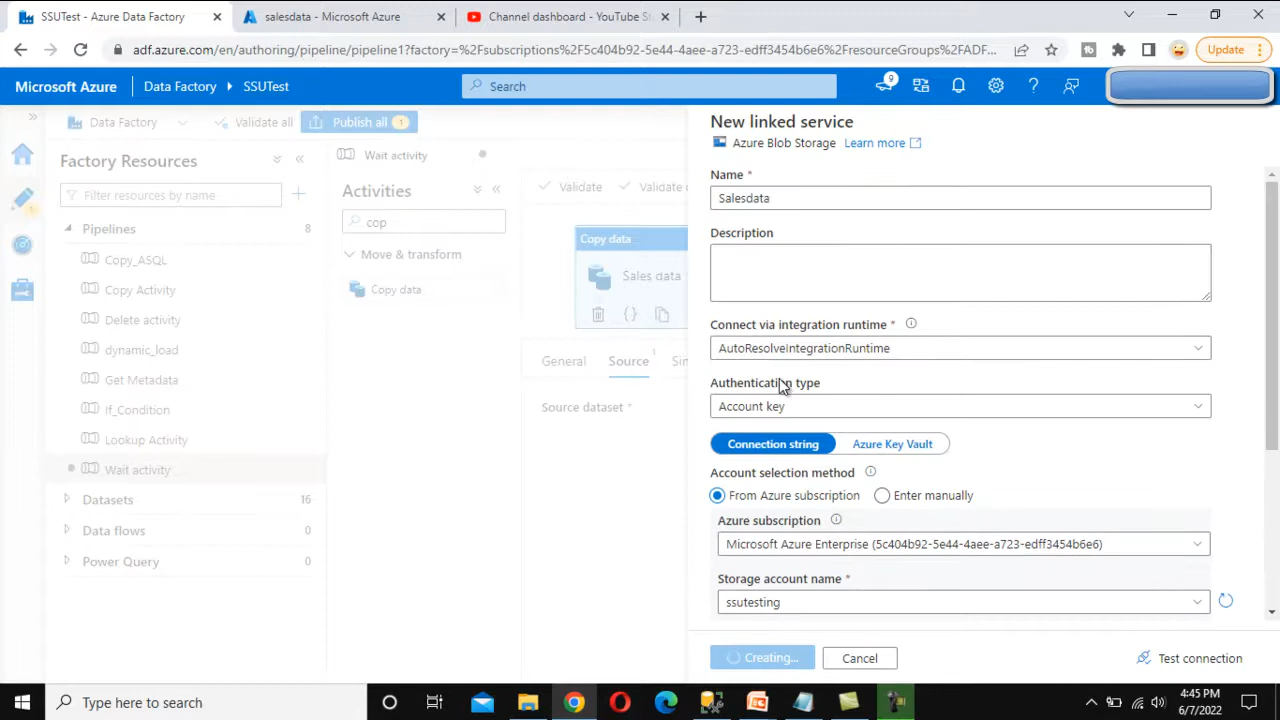 SSUTest - Azure Data Factory
salesdata - Microsoft Azure
Channel dashboard - YouTube St
adf.azure.com/en/authoring/pipeline/pipeline1?factory=%2Fsubscriptions%2F5c404b92-5e44-4aee-a723-edff3454b6e6%2FresourceGroups%2FADF...
Update
Microsoft Azure
Data Factory
SSUTest
Search
9
Data Factory
Validate all
Publish all
1
Factory Resources
Filter resources by name
Pipelines
8
Copy_ASQL
Copy Activity
Delete activity
dynamic_load
Get Metadata
If_Condition
Lookup Activity
Wait activity
Datasets
16
Data flows
0
Power Query
0
Wait activity
Activities
cop
Move & transform
Copy data
Validate
Validate c
Copy data
Sales data
General
Source
1
Sin
Source dataset *
New linked service
Azure Blob Storage
Learn more
Name *
Salesdata
Description
Connect via integration runtime *
AutoResolveIntegrationRuntime
Authentication type
Account key
Connection string
Azure Key Vault
Account selection method
From Azure subscription
Enter manually
Azure subscription
Microsoft Azure Enterprise (5c404b92-5e44-4aee-a723-edff3454b6e6)
Storage account name *
ssutesting
Creating...
Cancel
Test connection
Type here to search
4:45 PM
6/7/2022